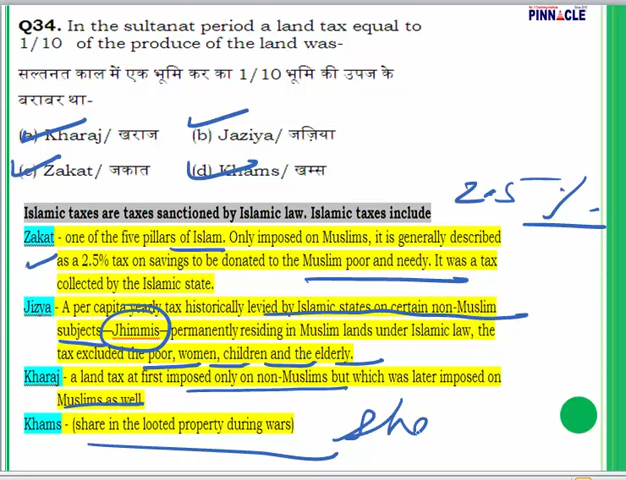 PINNACLE
Q34. In the sultanat period a land tax equal to
1/10 of the produce of the land was-
सल्तनत काल में एक भूमि कर का 1/10 भूमि की उपज के
बराबर था-
(a) Kharaj/ खराज (b) Jaziya/ जज़िया
(c) Zakat/ जकात (d) Khams/ खम्स
2.5 %
Islamic taxes are taxes sanctioned by Islamic law. Islamic taxes include
Zakat - one of the five pillars of Islam. Only imposed on Muslims, it is generally described
as a 2.5% tax on savings to be donated to the Muslim poor and needy. It was a tax
collected by the Islamic state.
Jizya - A per capita yearly tax historically levied by Islamic states on certain non-Muslim
subjects—Jhimmis—permanently residing in Muslim lands under Islamic law, the
tax excluded the poor, women, children and the elderly.
Kharaj - a land tax at first imposed only on non-Muslims but which was later imposed on
Muslims as well.
Khams - (share in the looted property during wars)
sho